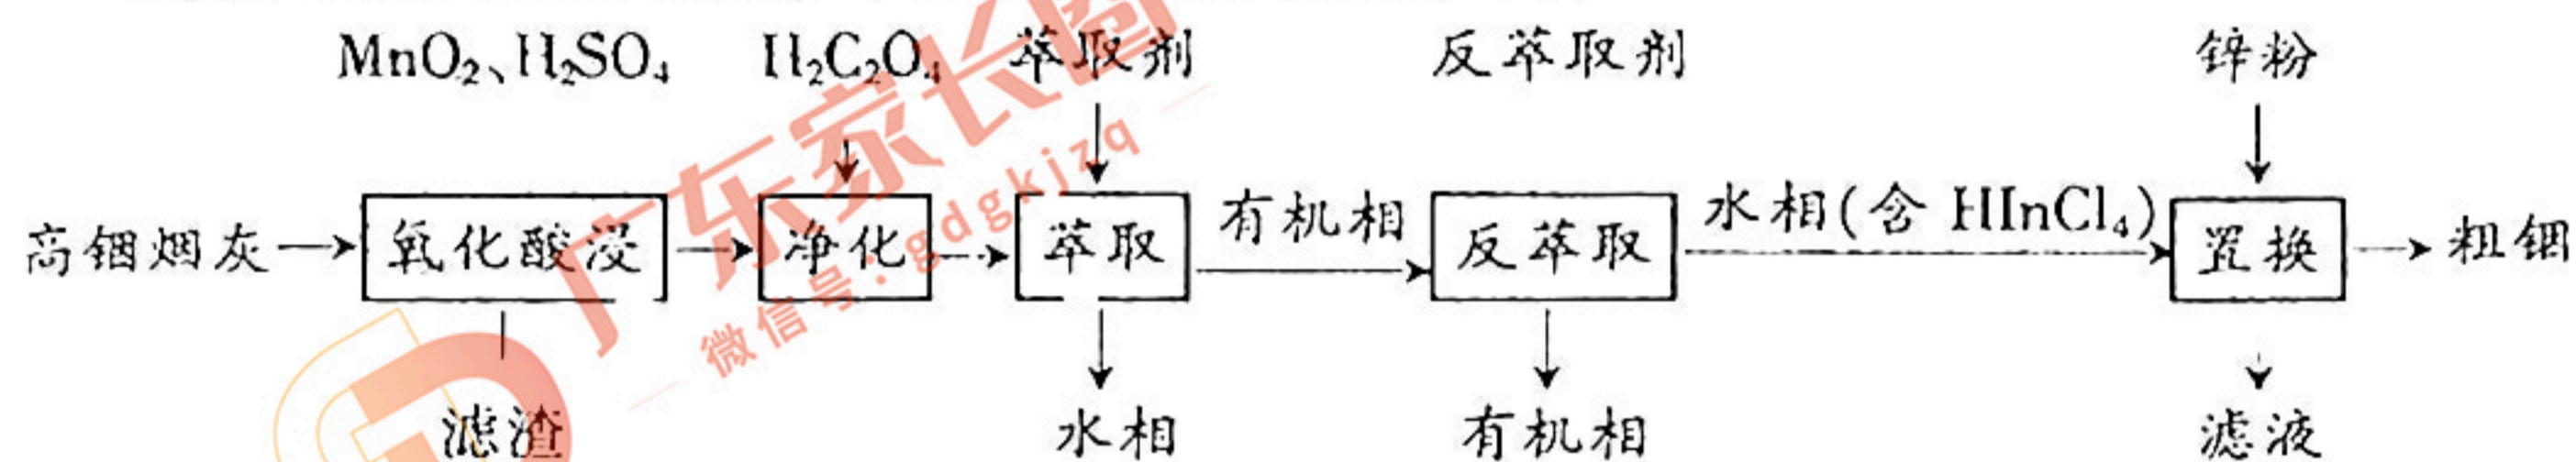 MnO₂、H₂SO₄ H₂C₂O₄ 萃取剂 反萃取剂 锌粉
高铟烟灰 氧化酸浸 净化 萃取 有机相 反萃取 水相(含 HInCl₄) 置换 粗铟
滤渣 水相 有机相 滤液
广东家长圈
微信号:gdgkjzq